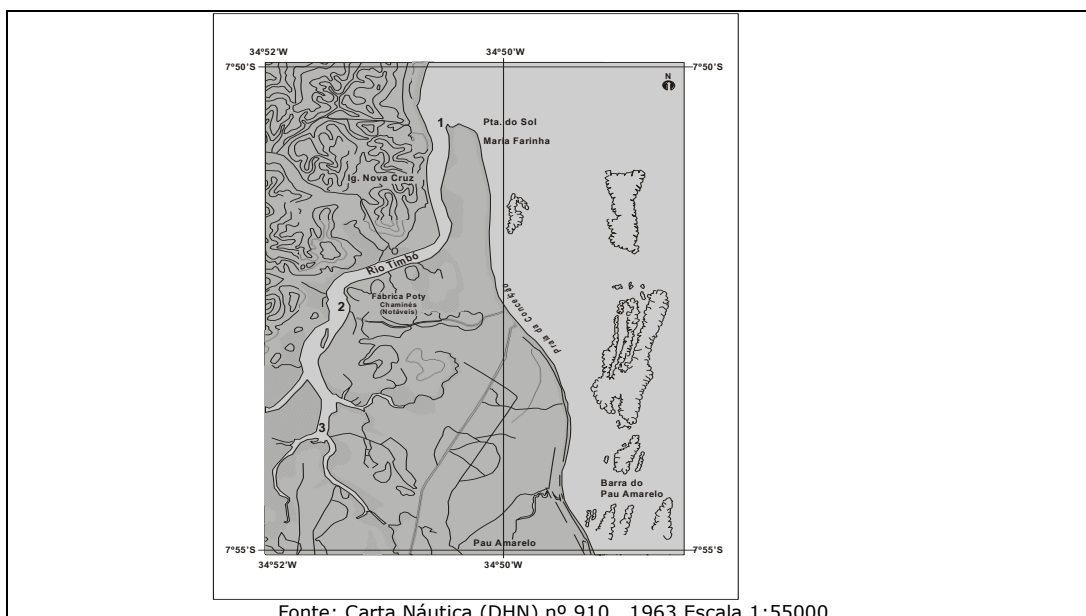 34°52'W 34°50'W
7°50'S 7°50'S
N
1 Pta. do Sol
Maria Farinha
Ig. Nova Cruz
Rio Timbó
2 Fábrica Poty
Chaminés
(Notáveis)
Praia da Conceição
3
Barra do
Pau Amarelo
Pau Amarelo
7°55'S 7°55'S
34°52'W 34°50'W
Fonte: Carta Náutica (DHN) nº 910, 1963 Escala 1:55000